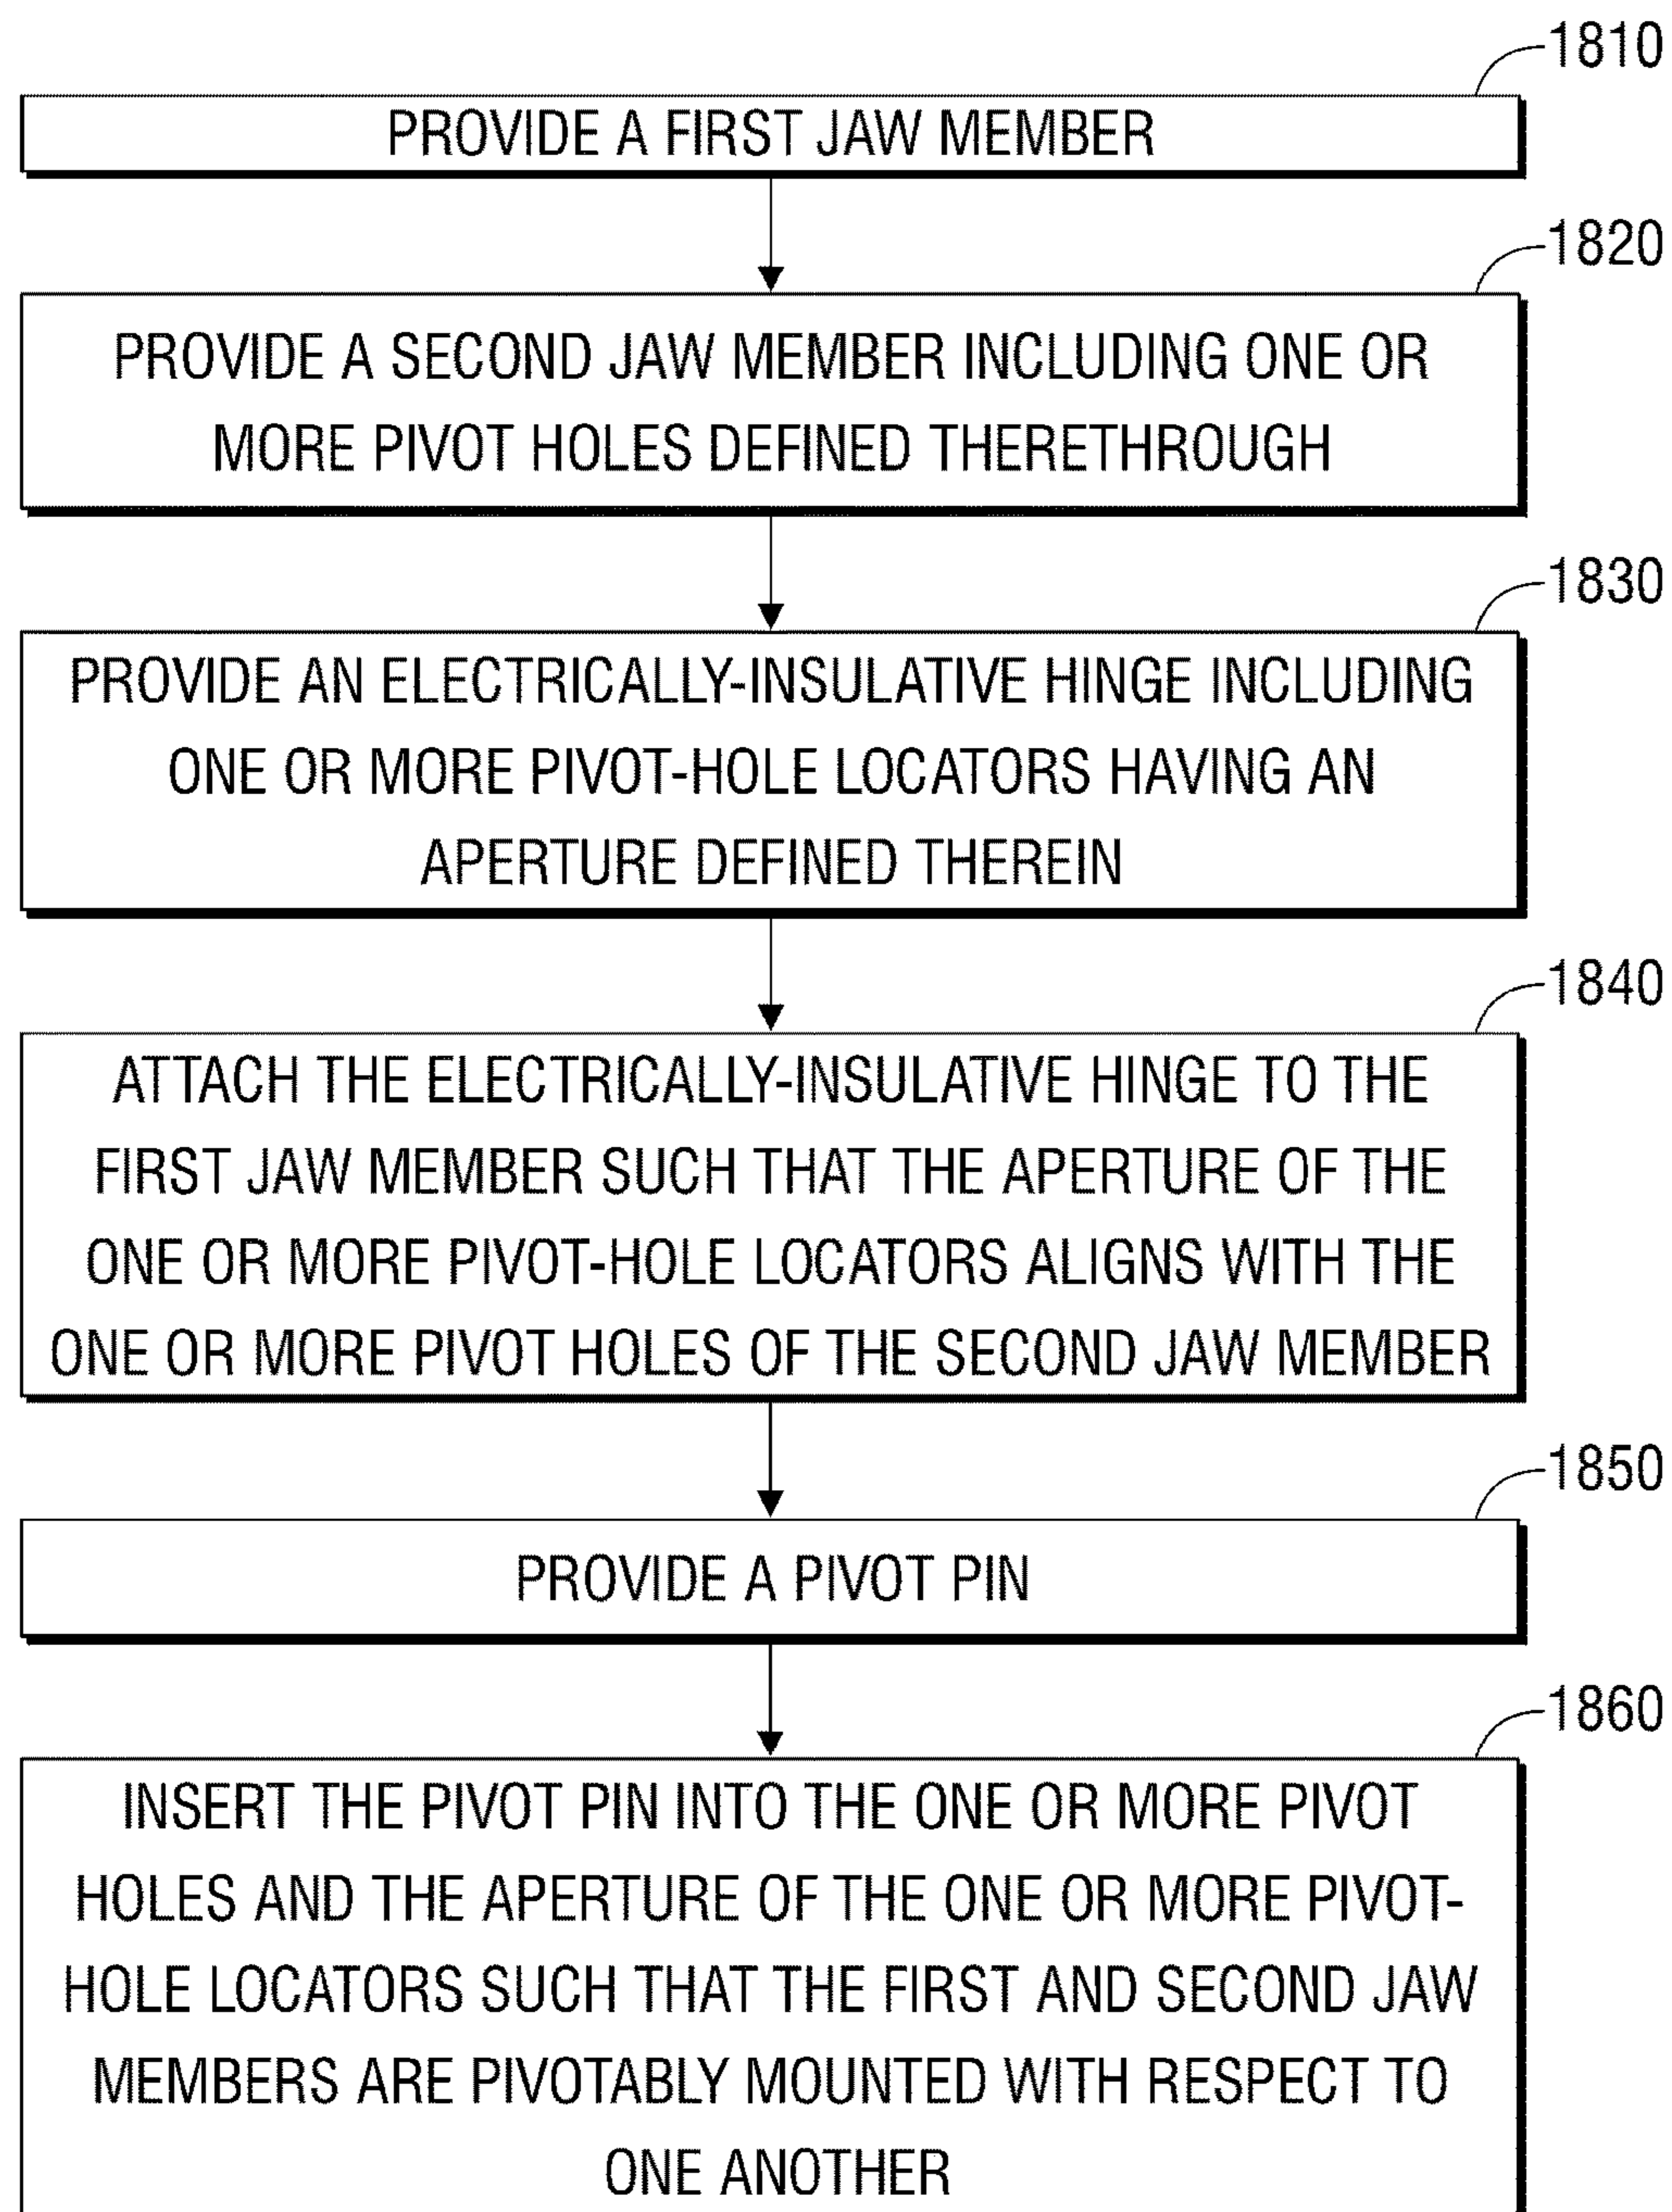 1810
PROVIDE A FIRST JAW MEMBER
1820
PROVIDE A SECOND JAW MEMBER INCLUDING ONE OR
MORE PIVOT HOLES DEFINED THERETHROUGH
1830
PROVIDE AN ELECTRICALLY-INSULATIVE HINGE INCLUDING
ONE OR MORE PIVOT-HOLE LOCATORS HAVING AN
APERTURE DEFINED THEREIN
1840
ATTACH THE ELECTRICALLY-INSULATIVE HINGE TO THE
FIRST JAW MEMBER SUCH THAT THE APERTURE OF THE
ONE OR MORE PIVOT-HOLE LOCATORS ALIGNS WITH THE
ONE OR MORE PIVOT HOLES OF THE SECOND JAW MEMBER
1850
PROVIDE A PIVOT PIN
1860
INSERT THE PIVOT PIN INTO THE ONE OR MORE PIVOT
HOLES AND THE APERTURE OF THE ONE OR MORE PIVOT-
HOLE LOCATORS SUCH THAT THE FIRST AND SECOND JAW
MEMBERS ARE PIVOTABLY MOUNTED WITH RESPECT TO
ONE ANOTHER